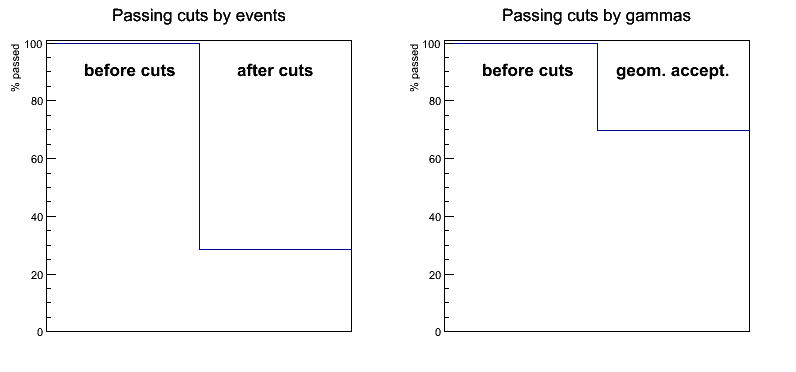 Passing cuts by events
% passed
100
80
60
40
20
0
before cuts
after cuts
Passing cuts by gammas
% passed
100
80
60
40
20
0
before cuts
geom. accept.